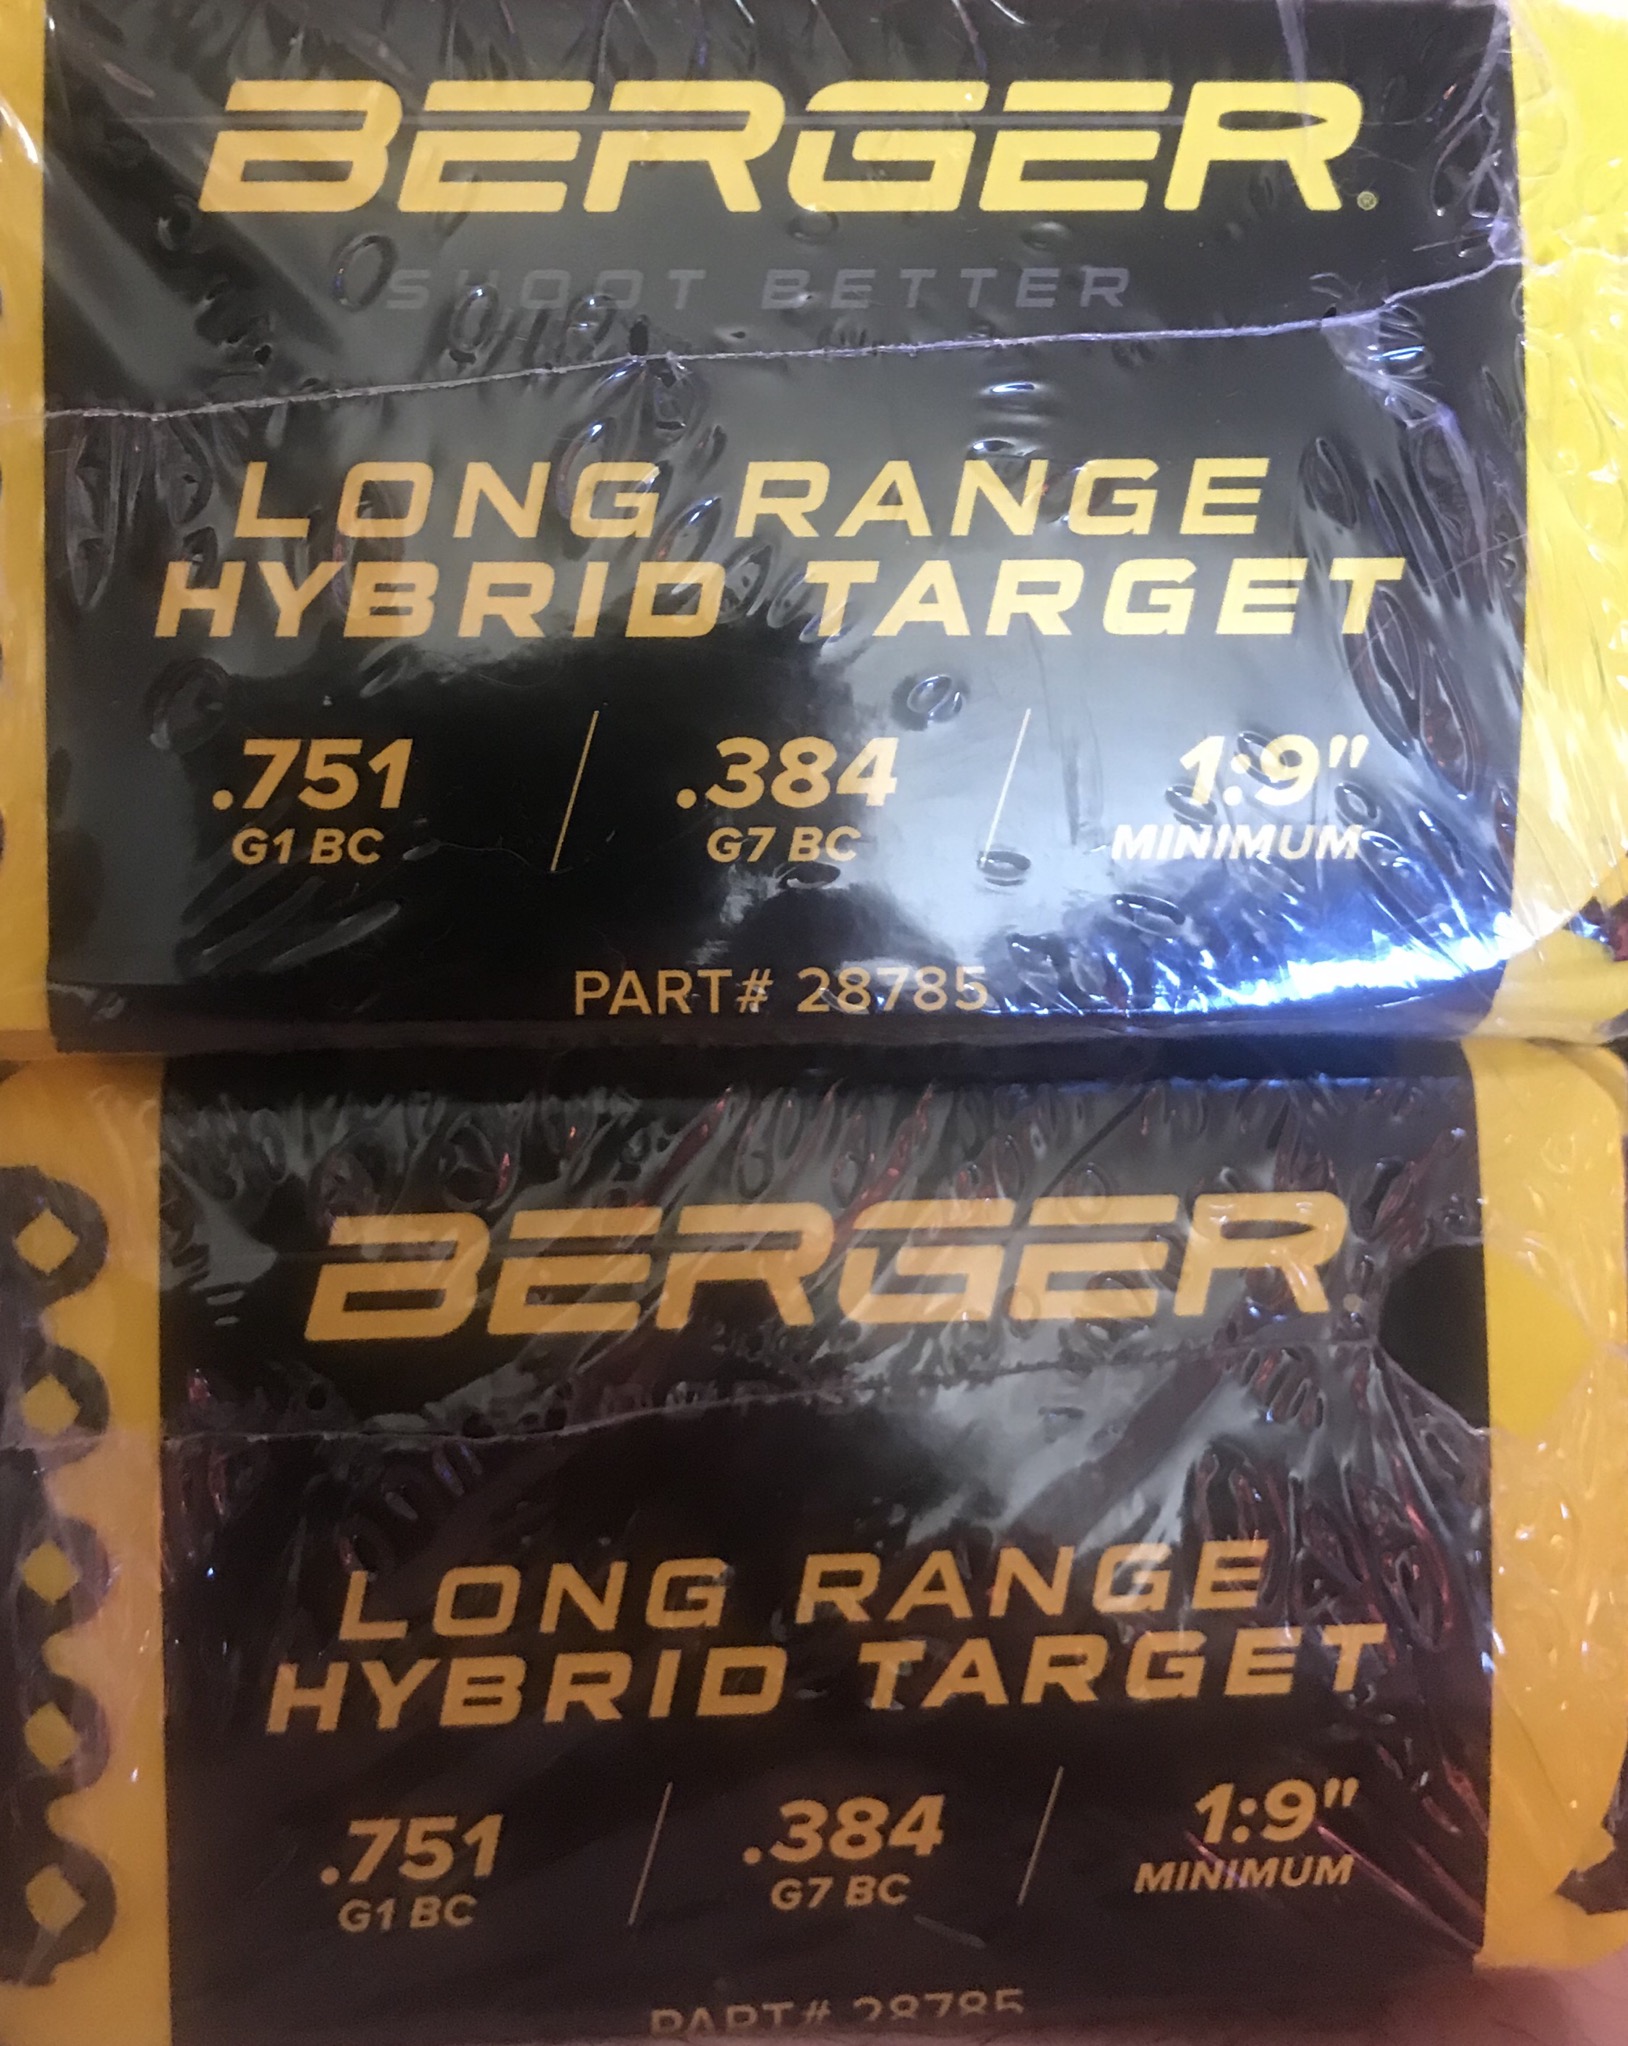 BERGER®
SHOOT BETTER
LONG RANGE
HYBRID TARGET
.751 .384 1:9"
G1 BC G7 BC MINIMUM
PART# 28785
BERGER
LONG RANGE
HYBRID TARGET
.751 .384 1:9"
G1 BC G7 BC MINIMUM
PART# 28785